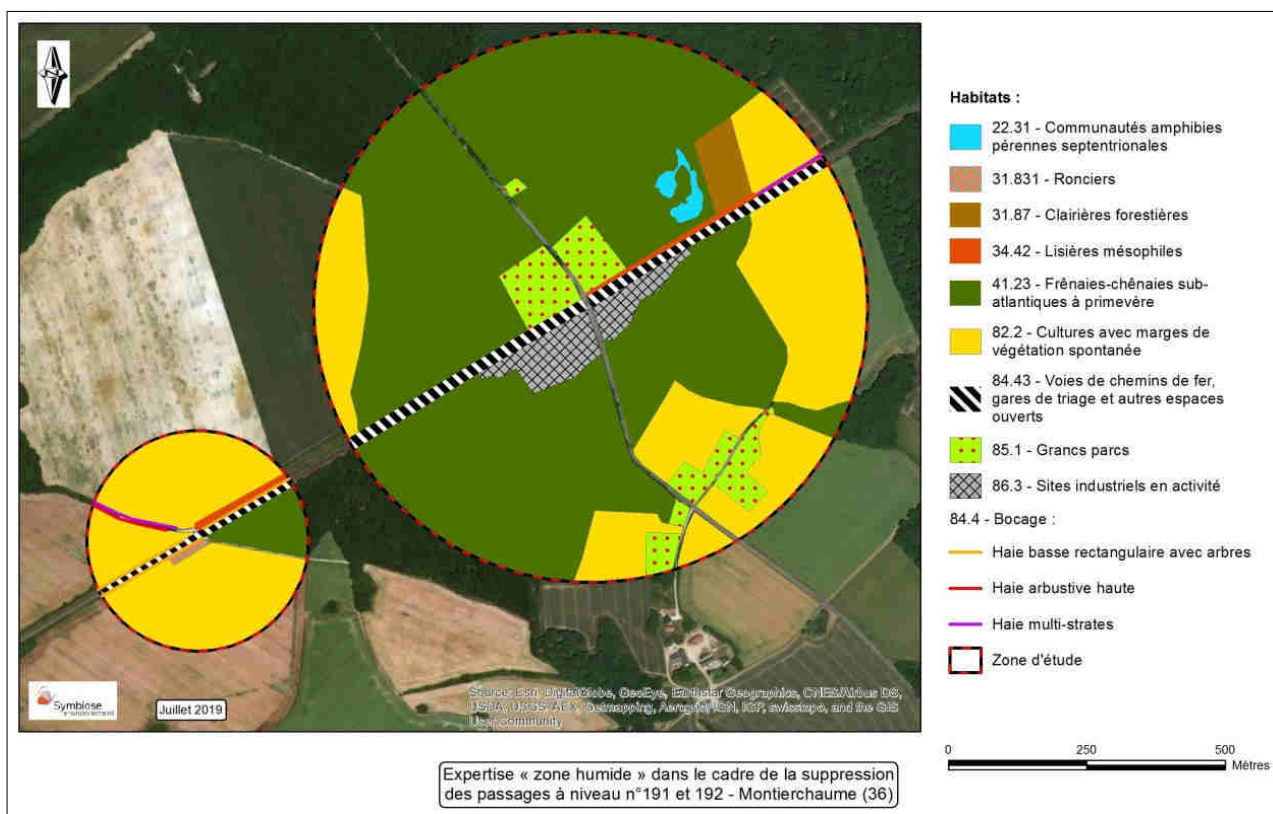 Habitats :
22.31 - Communautés amphibies
pérennes septentrionales
31.831 - Ronciers
31.87 - Clairières forestières
34.42 - Lisières mésophiles
41.23 - Frênaies-chênaies sub-
atlantiques à primevère
82.2 - Cultures avec marges de
végétation spontanée
84.43 - Voies de chemins de fer,
gares de triage et autres espaces
ouverts
85.1 - Grancs parcs
86.3 - Sites industriels en activité
84.4 - Bocage :
Haie basse rectangulaire avec arbres
Haie arbustive haute
Haie multi-strates
Zone d'étude
N
Symbiose
environnement
Juillet 2019
Source: Esri, DigitalGlobe, GeoEye, Earthstar Geographics, CNES/Airbus DS,
USDA, USGS, AEX, Getmapping, Aerogrid, IGN, IGP, swisstopo, and the GIS
User Community
0 250 500
Mètres
Expertise « zone humide » dans le cadre de la suppression
des passages à niveau n°191 et 192 - Montierchaume (36)